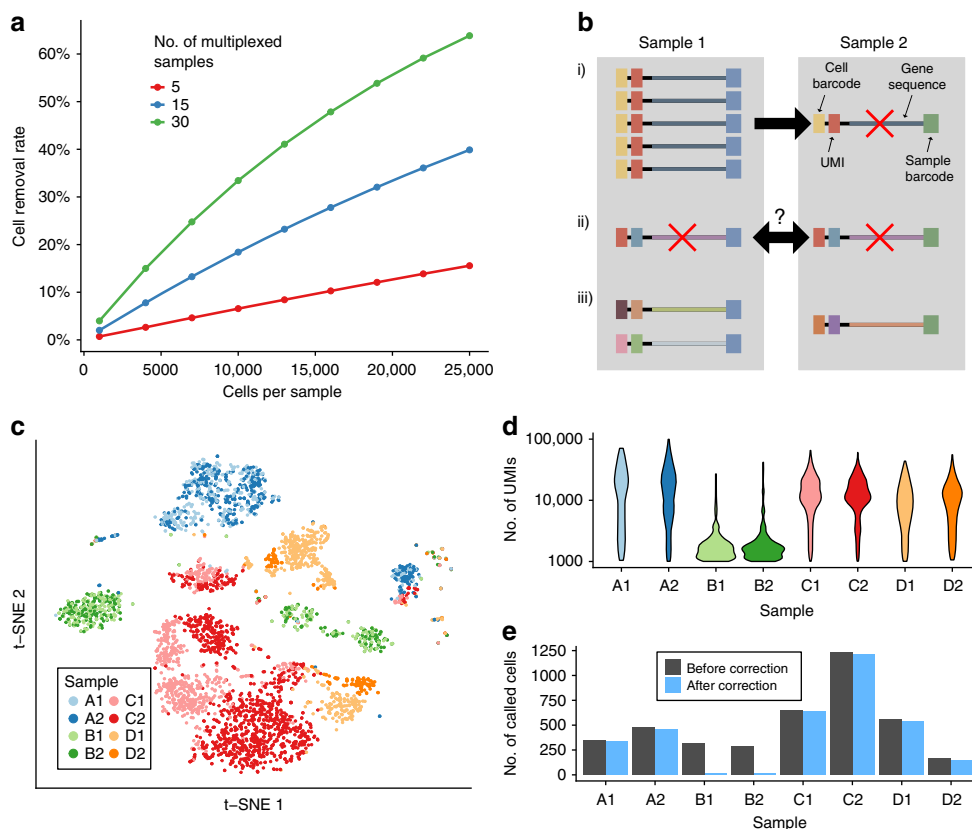 a
No. of multiplexed
samples
5
15
30
60%
50%
40%
30%
20%
10%
0%
Cell removal rate
0
5000
10,000
15,000
20,000
25,000
Cells per sample
b
Sample 1
Sample 2
i)
Cell
barcode
Gene
sequence
UMI
Sample
barcode
ii)
?
iii)
c
t−SNE 2
Sample
A1
C1
A2
C2
B1
D1
B2
D2
t−SNE 1
d
100,000
10,000
1000
No. of UMIs
A1
A2
B1
B2
C1
C2
D1
D2
Sample
e
1250
1000
750
500
250
0
No. of called cells
Before correction
After correction
A1
A2
B1
B2
C1
C2
D1
D2
Sample